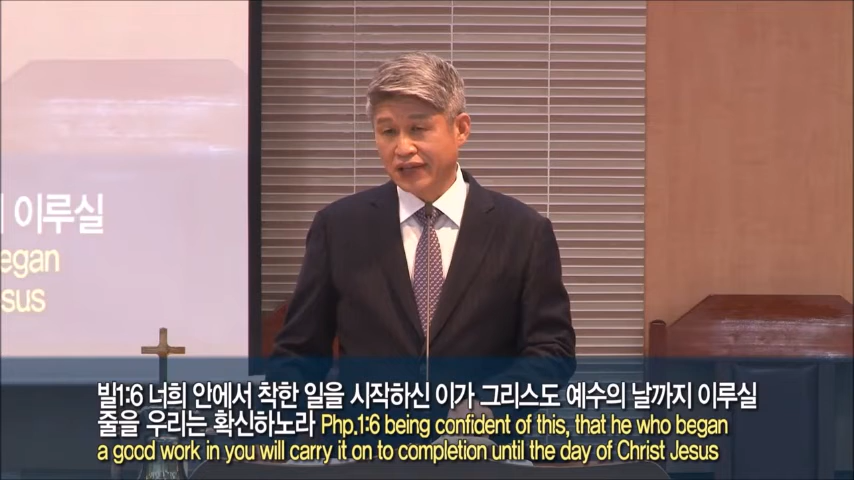 이루실
egan
sus
빌1:6 너희 안에서 착한 일을 시작하신 이가 그리스도 예수의 날까지 이루실
줄을 우리는 확신하노라 Php.1:6 being confident of this, that he who began
a good work in you will carry it on to completion until the day of Christ Jesus